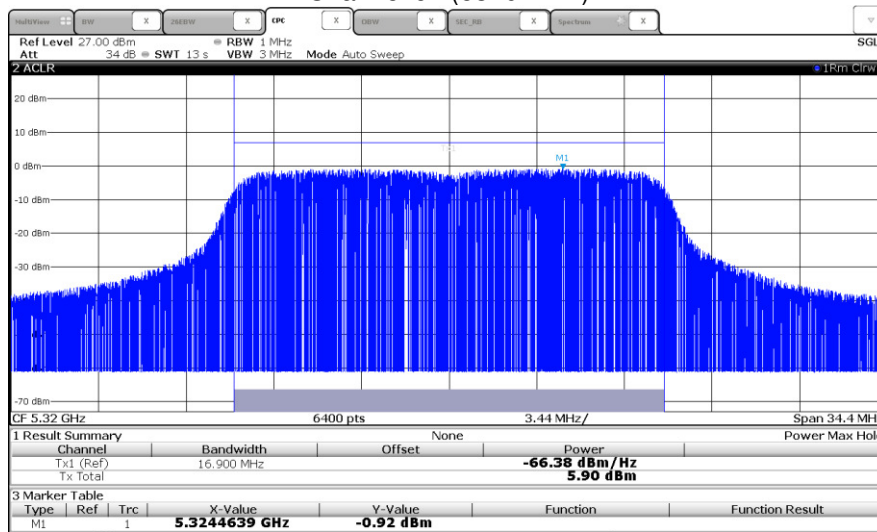 MultiView BW X 26EBW X CPC X OBW X SEC_RD X Spectrum X
Ref Level 27.00 dBm RBW 1 MHz SGL
Att 34 dB SWT 13 s VBW 3 MHz Mode Auto Sweep
2 ACLR 1Rm Clrw
20 dBm
10 dBm
0 dBm
M1
-10 dBm
-20 dBm
-30 dBm
-70 dBm
CF 5.32 GHz 6400 pts 3.44 MHz/ Span 34.4 MH
1 Result Summary None Power Max Hol
Channel Bandwidth Offset Power
Tx1 (Ref) 16.900 MHz -66.38 dBm/Hz
Tx Total 5.90 dBm
3 Marker Table
Type Ref Trc X-Value Y-Value Function Function Result
M1 1 5.3244639 GHz -0.92 dBm